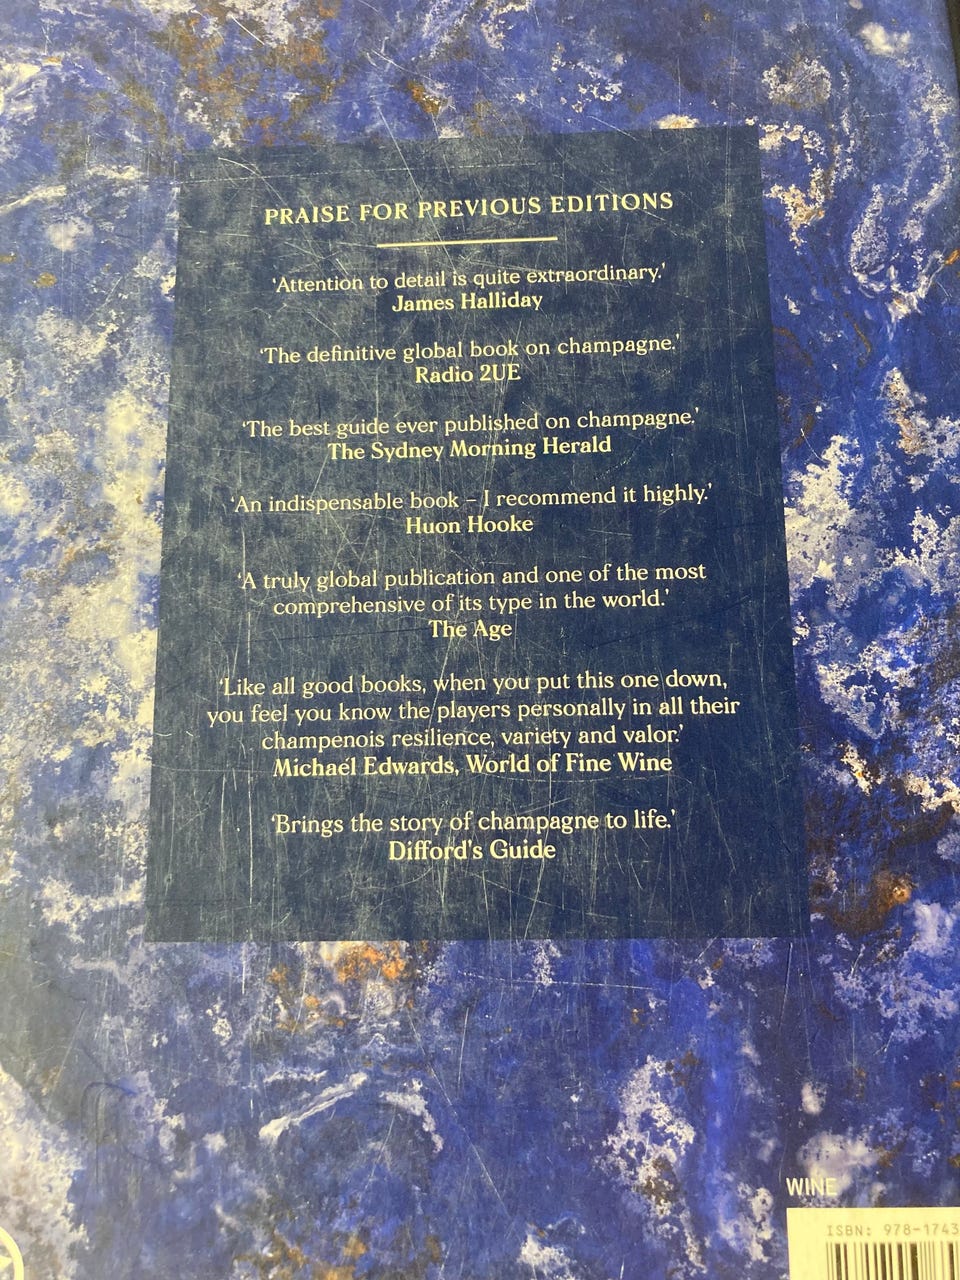 PRAISE FOR PREVIOUS EDITIONS
‘Attention to detail is quite extraordinary.’
James Halliday
‘The definitive global book on champagne.’
Radio 2UE
‘The best guide ever published on champagne.’
The Sydney Morning Herald
‘An indispensable book – I recommend it highly.’
Huon Hooke
‘A truly global publication and one of the most
comprehensive of its type in the world.’
The Age
‘Like all good books, when you put this one down,
you feel you know the players personally in all their
champenois resilience, variety and valor.’
Michael Edwards, World of Fine Wine
‘Brings the story of champagne to life.’
Difford's Guide
WINE
ISBN: 978-1743